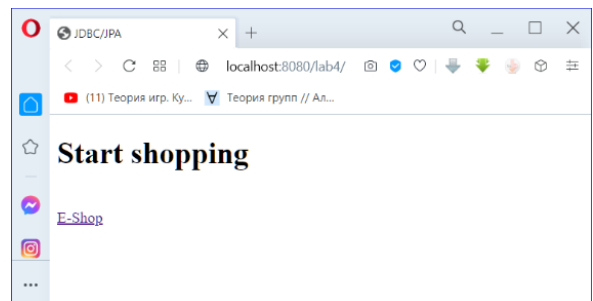 JDBC/JPA
localhost:8080/lab4/
(11) Теория игр. Ку... Теория групп // Ал...
Start shopping
E-Shop